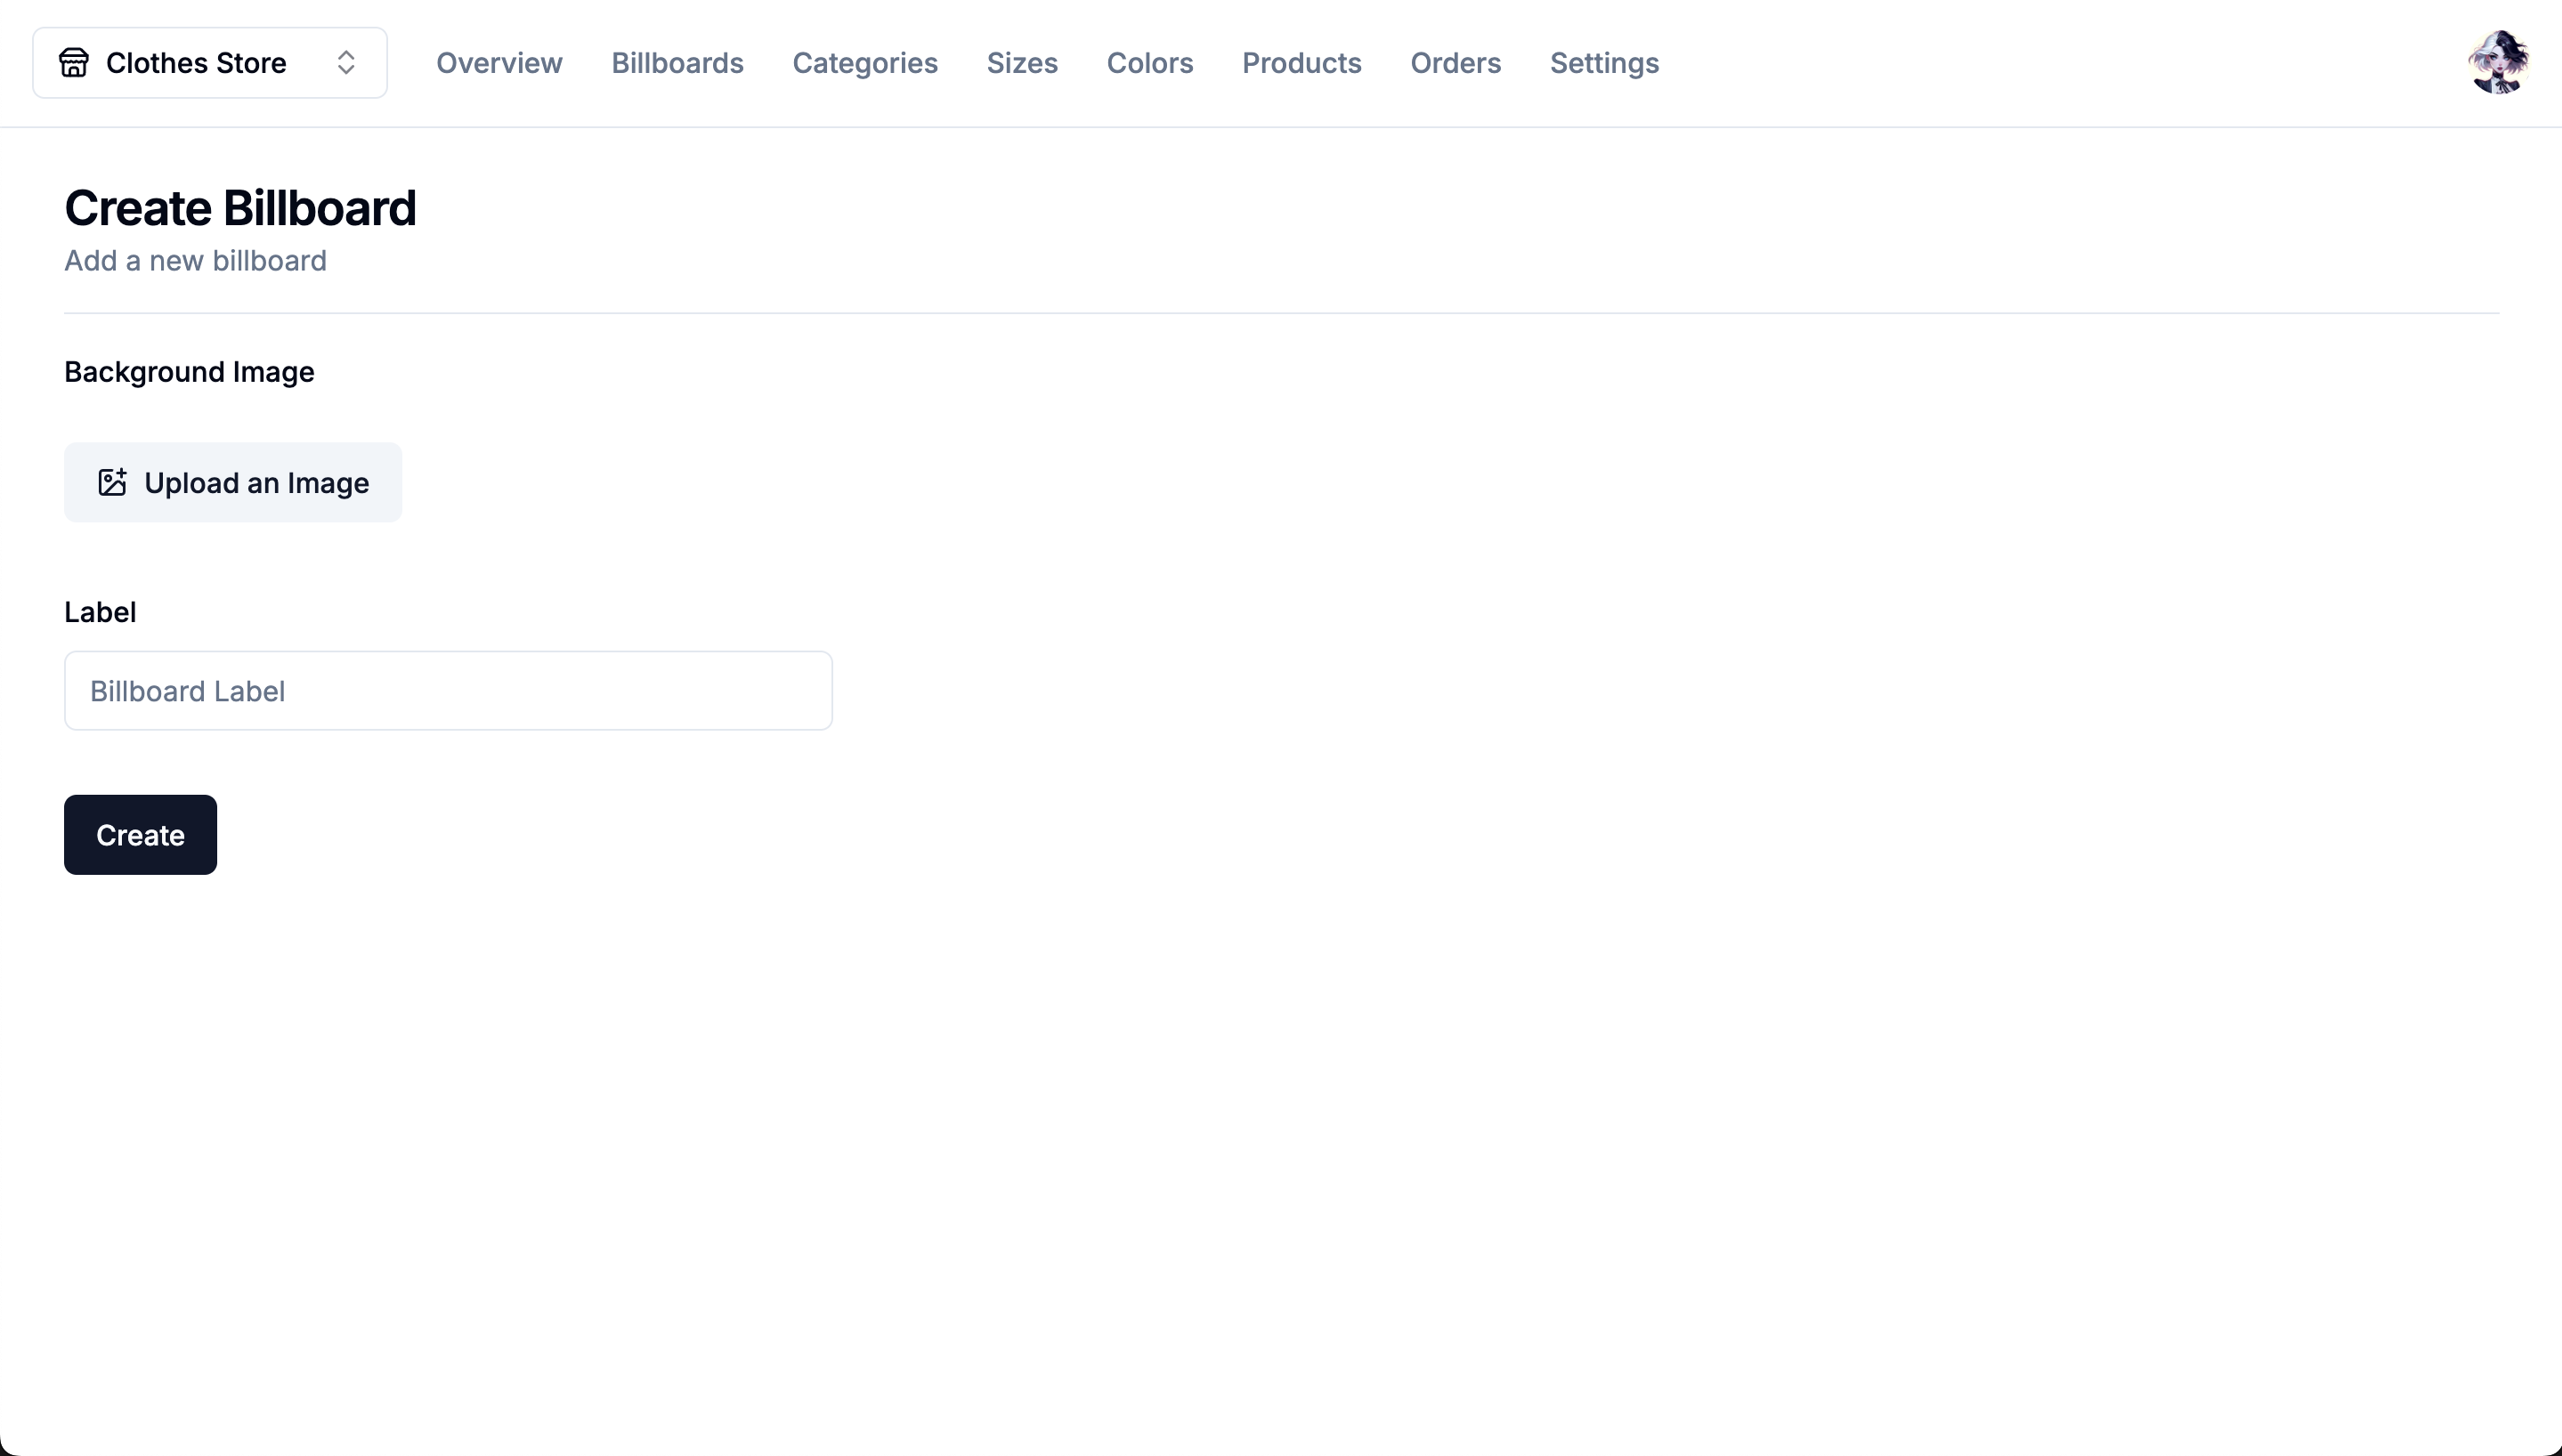 Clothes Store Overview Billboards Categories Sizes Colors Products Orders Settings
Create Billboard
Add a new billboard
Background Image
Upload an Image
Label
Billboard Label
Create